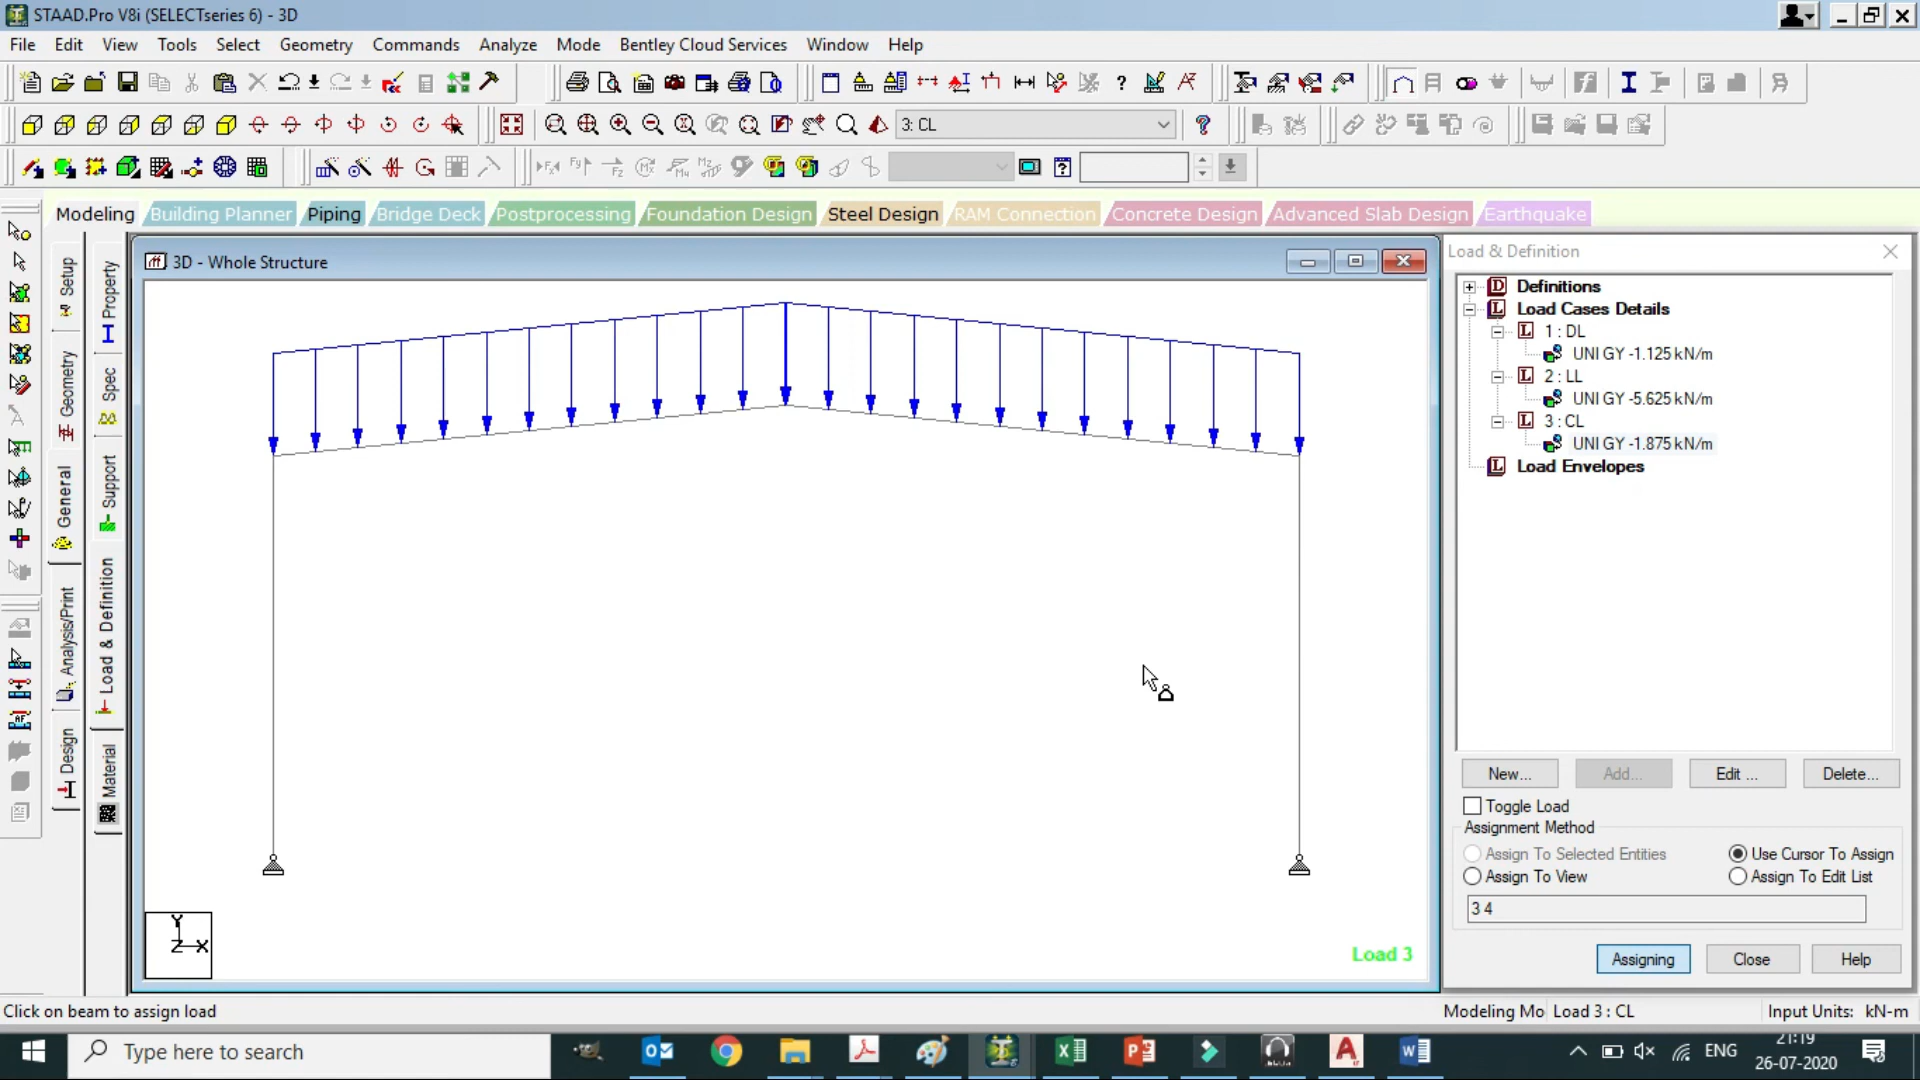 STAAD.Pro V8i (SELECTseries 6) - 3D
File Edit View Tools Select Geometry Commands Analyze Mode Bentley Cloud Services Window Help
3: CL
Modeling Building Planner Piping Bridge Deck Postprocessing Foundation Design Steel Design RAM Connection Concrete Design Advanced Slab Design Earthquake
Setup
Geometry
General
Analysis/Print
Design
Property
Spec
Support
Load & Definition
Material
3D - Whole Structure
Y
Z X
Load 3
Load & Definition
Definitions
Load Cases Details
1 : DL
UNI GY -1.125 kN/m
2 : LL
UNI GY -5.625 kN/m
3 : CL
UNI GY -1.875 kN/m
Load Envelopes
New... Add... Edit ... Delete...
Toggle Load
Assignment Method
Assign To Selected Entities Use Cursor To Assign
Assign To View Assign To Edit List
3 4
Assigning Close Help
Click on beam to assign load
Modeling Mo Load 3 : CL Input Units: kN-m
Type here to search
ENG
21:19
26-07-2020